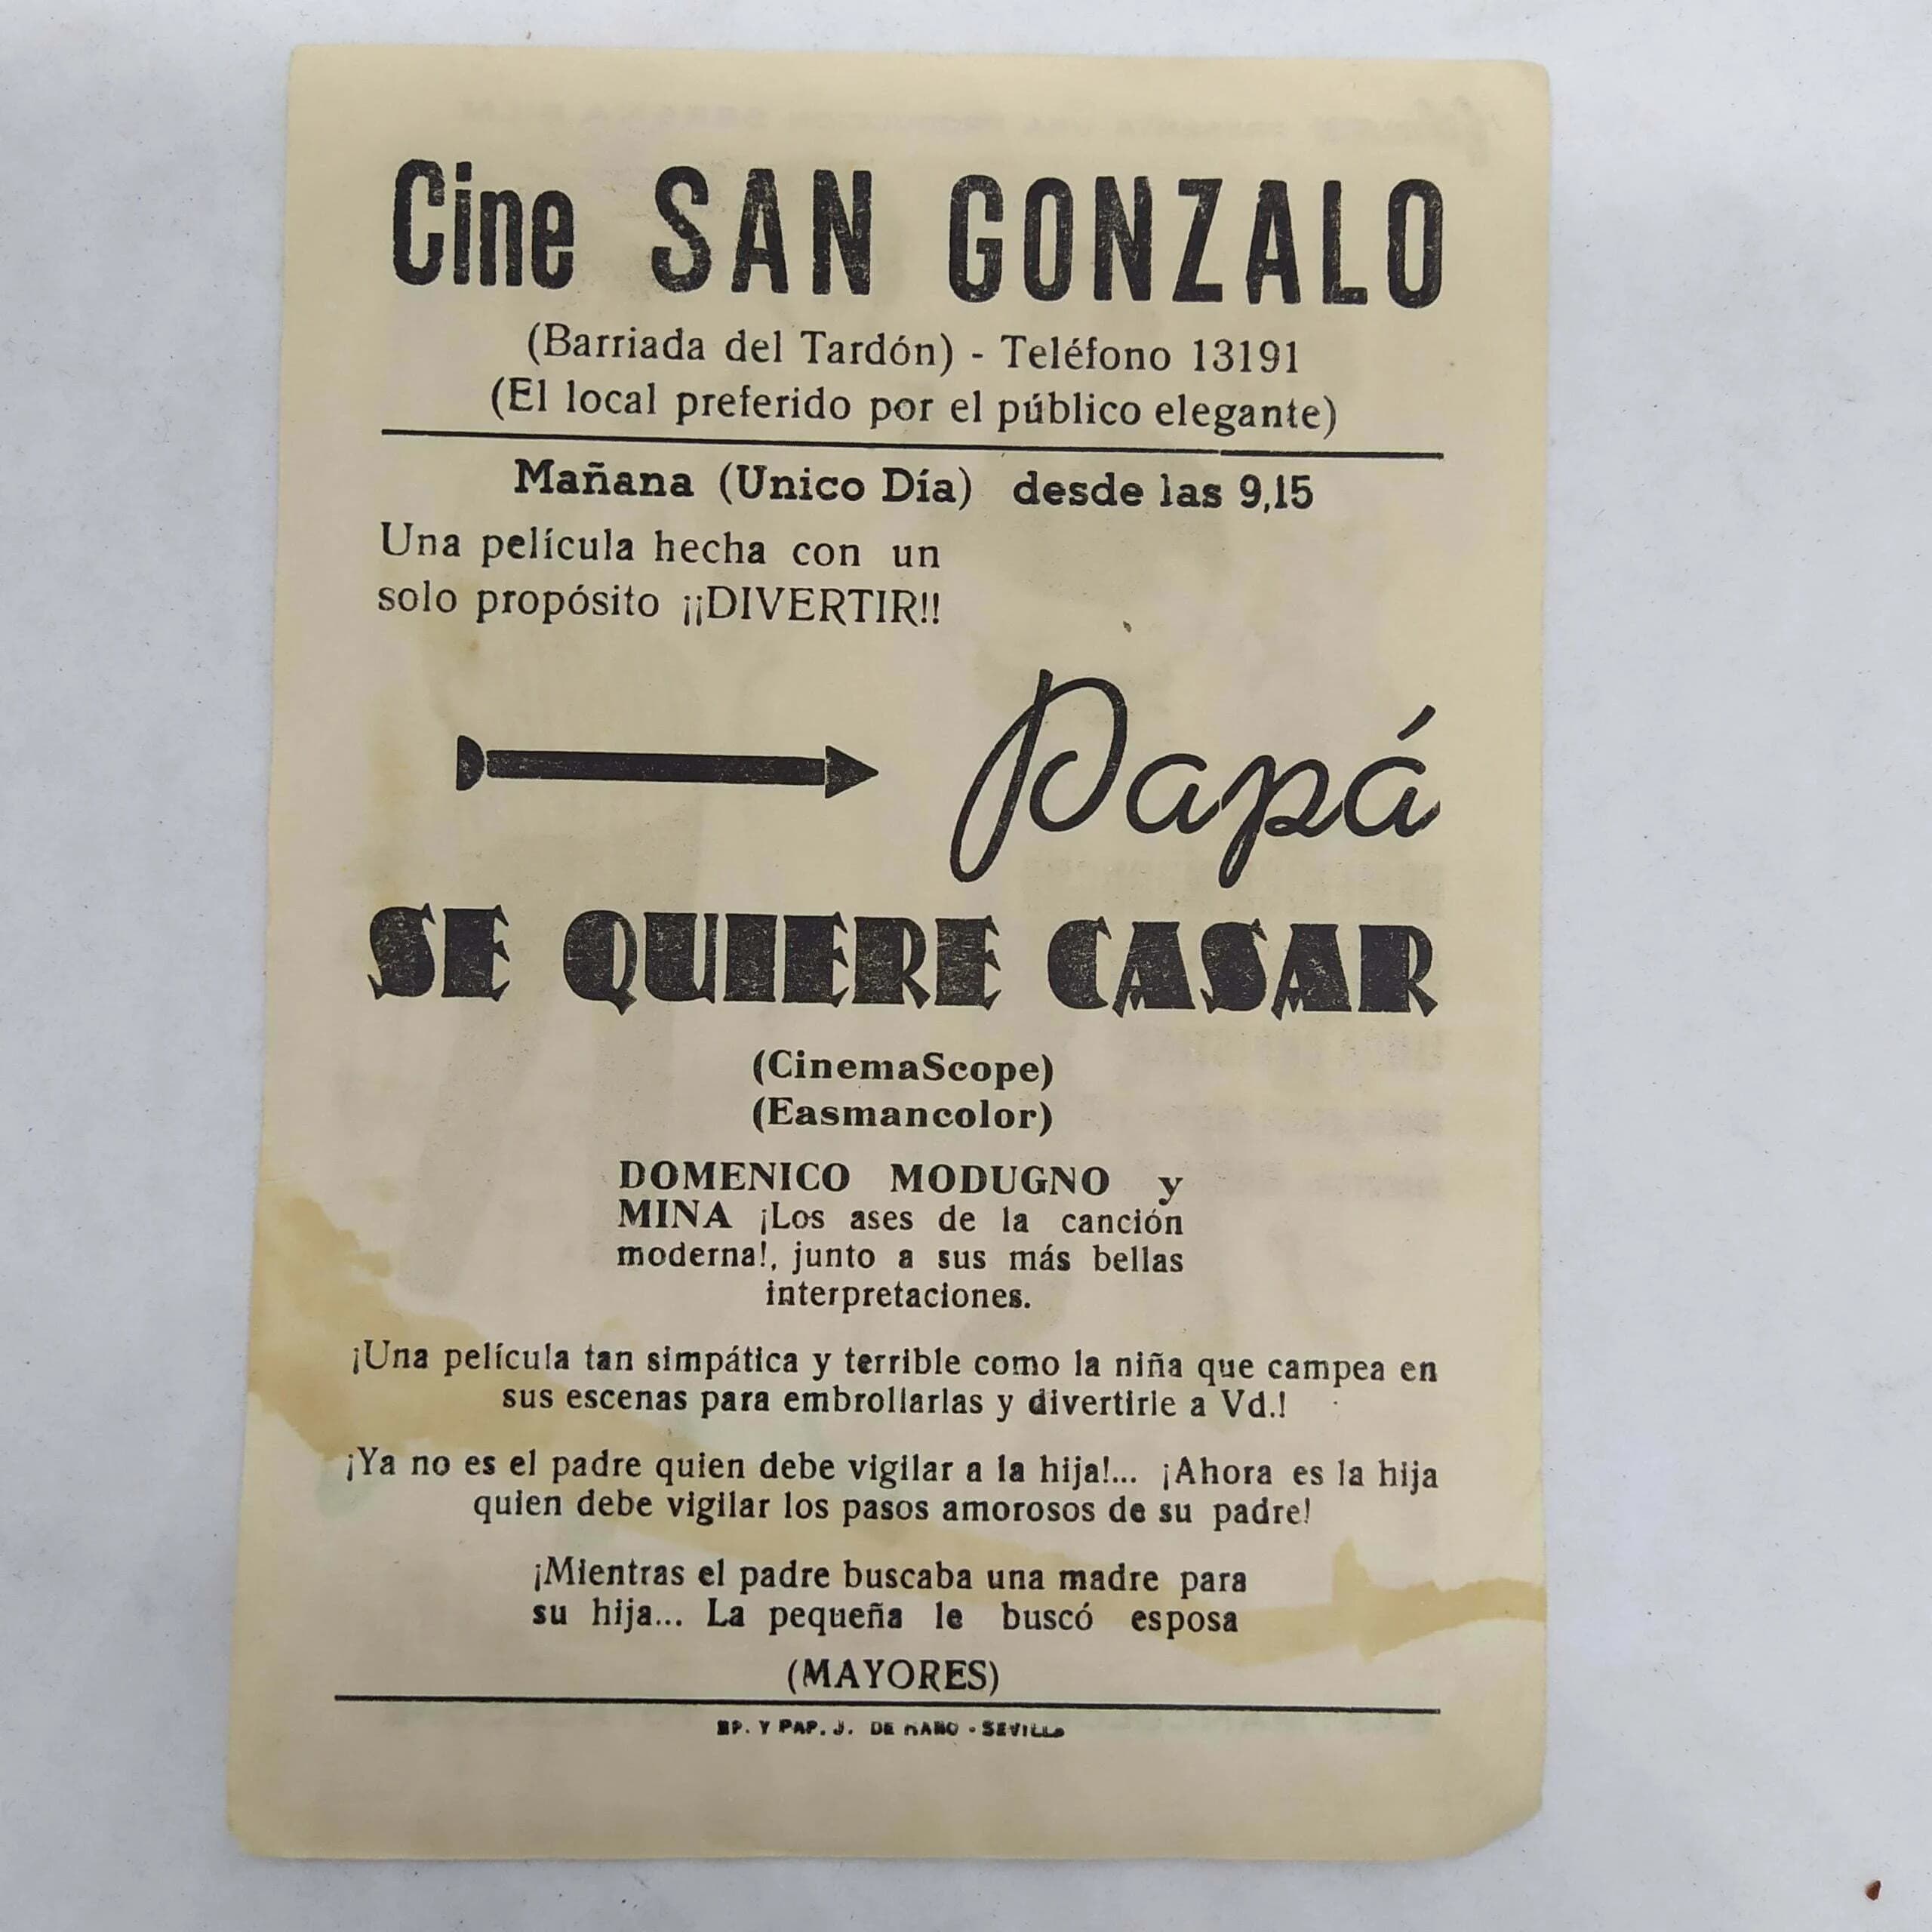 Cine SAN GONZALO
(Barriada del Tardón) - Teléfono 13191
(El local preferido por el público elegante)
Mañana (Unico Día) desde las 9,15
Una película hecha con un
solo propósito ¡¡DIVERTIR!!
Papá
SE QUIERE CASAR
(CinemaScope)
(Easmancolor)
DOMENICO MODUGNO y
MINA ¡Los ases de la canción
moderna!, junto a sus más bellas
interpretaciones.
¡Una película tan simpática y terrible como la niña que campea en
sus escenas para embrollarlas y divertirle a Vd.!
¡Ya no es el padre quien debe vigilar a la hija!... ¡Ahora es la hija
quien debe vigilar los pasos amorosos de su padre!
¡Mientras el padre buscaba una madre para
su hija... La pequeña le buscó esposa
(MAYORES)
Y PAP. J. DE HARO - SEVILLA